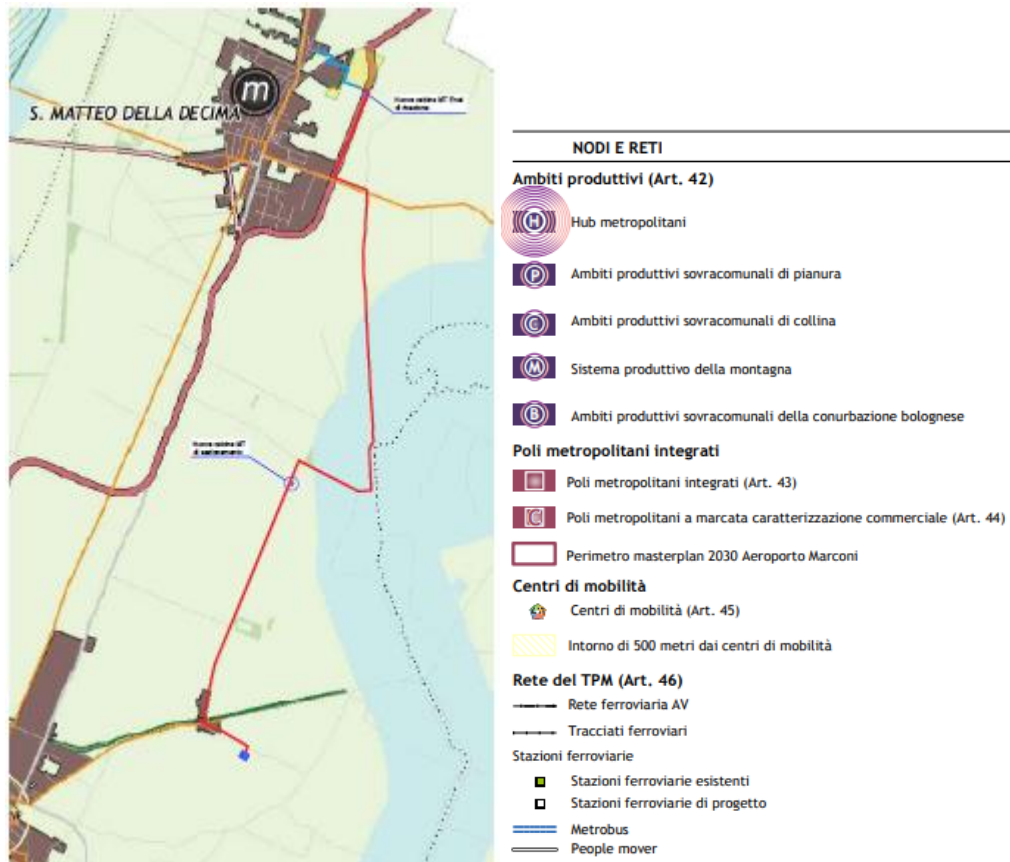 m
S. MATTEO DELLA DECIMA
NODI E RETI
Ambiti produttivi (Art. 42)
H Hub metropolitani
P Ambiti produttivi sovracomunali di pianura
C Ambiti produttivi sovracomunali di collina
M Sistema produttivo della montagna
B Ambiti produttivi sovracomunali della conurbazione bolognese
Poli metropolitani integrati
Poli metropolitani integrati (Art. 43)
C Poli metropolitani a marcata caratterizzazione commerciale (Art. 44)
Perimetro masterplan 2030 Aeroporto Marconi
Centri di mobilità
Centri di mobilità (Art. 45)
Intorno di 500 metri dai centri di mobilità
Rete del TPM (Art. 46)
Rete ferroviaria AV
Tracciati ferroviari
Stazioni ferroviarie
Stazioni ferroviarie esistenti
Stazioni ferroviarie di progetto
Metrobus
People mover